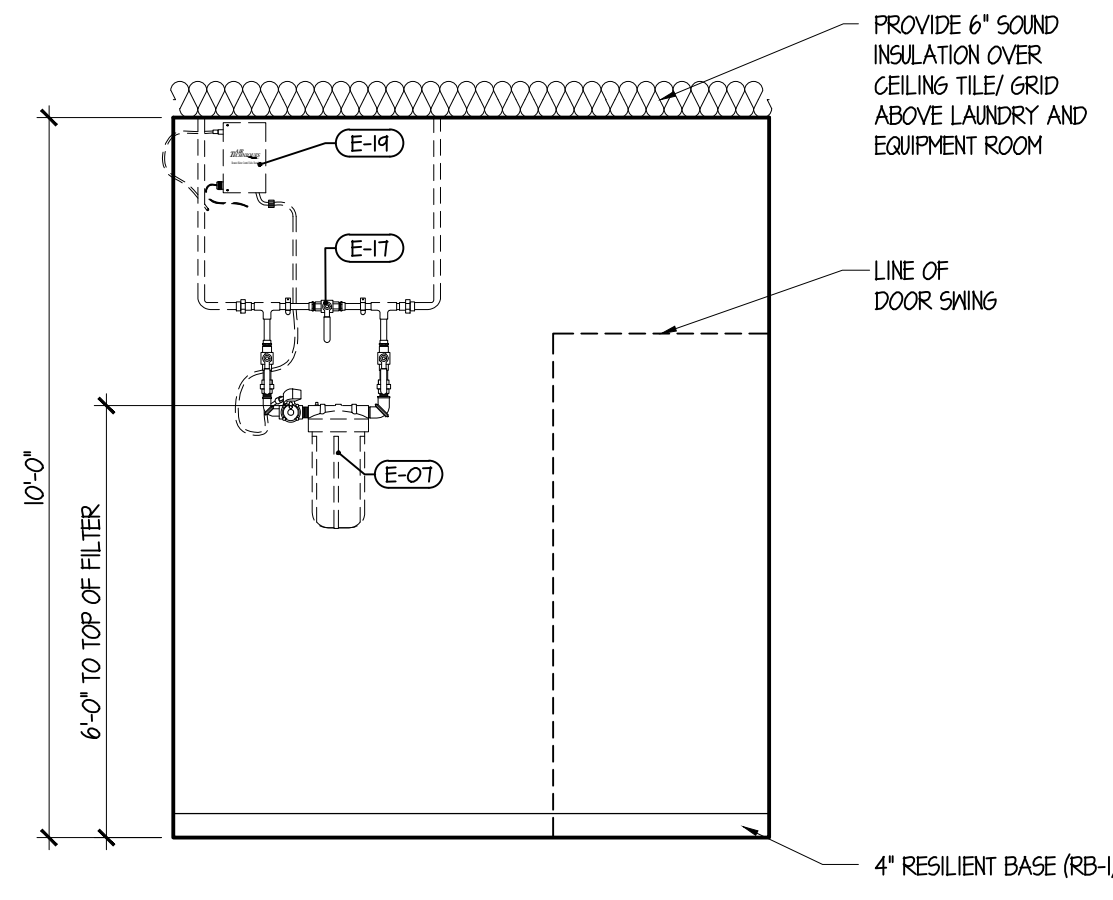 PROVIDE 6" SOUND
INSULATION OVER
CEILING TILE/ GRID
ABOVE LAUNDRY AND
EQUIPMENT ROOM
E-19
E-17
LINE OF
DOOR SWING
E-07
10'-0"
6'-0" TO TOP OF FILTER
4" RESILIENT BASE (RB-1